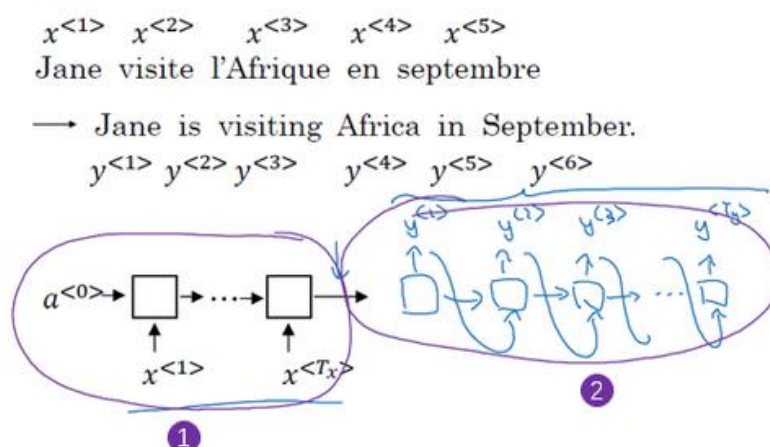 x<1> x<2> x<3> x<4> x<5>
Jane visite l'Afrique en septembre
→ Jane is visiting Africa in September.
y<1> y<2> y<3> y<4> y<5> y<6>
y<1> y<2> y<3> y<Ty>
a<0> → → ... → → → → → ...
x<1> x<Tx>
1 2